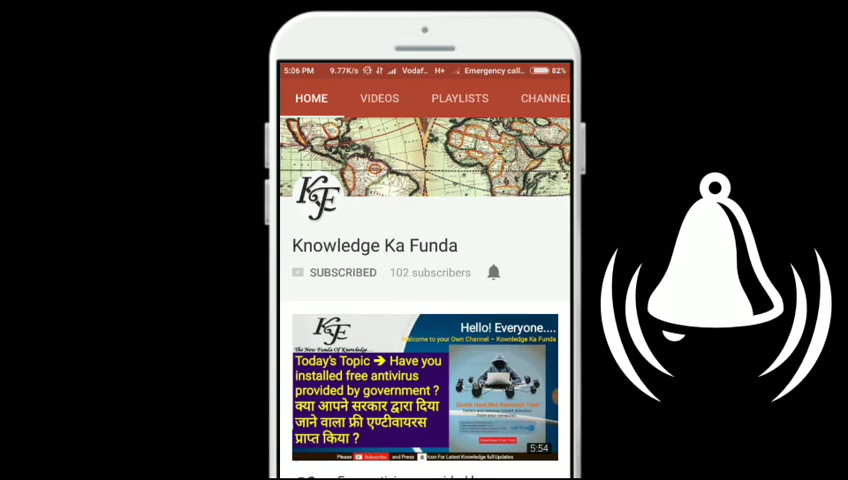 5:06 PM 9.77K/s Vodaf.. H+ Emergency call.. 82%
HOME VIDEOS PLAYLISTS CHANNEL
KF
Knowledge Ka Funda
SUBSCRIBED 102 subscribers
KF
The New Funda Of Knowledge...
Hello! Everyone....
Welcome to your Own Channel – Kownledge Ka Funda
Today's Topic ➔ Have you
installed free antivirus
provided by government ?
क्या आपने सरकार द्वारा दिया
जाने वाला फ्री एण्टीवायरस
प्राप्त किया ?
5:54
Please Subscribe and Press Icon For Latest Knowledge full Updates